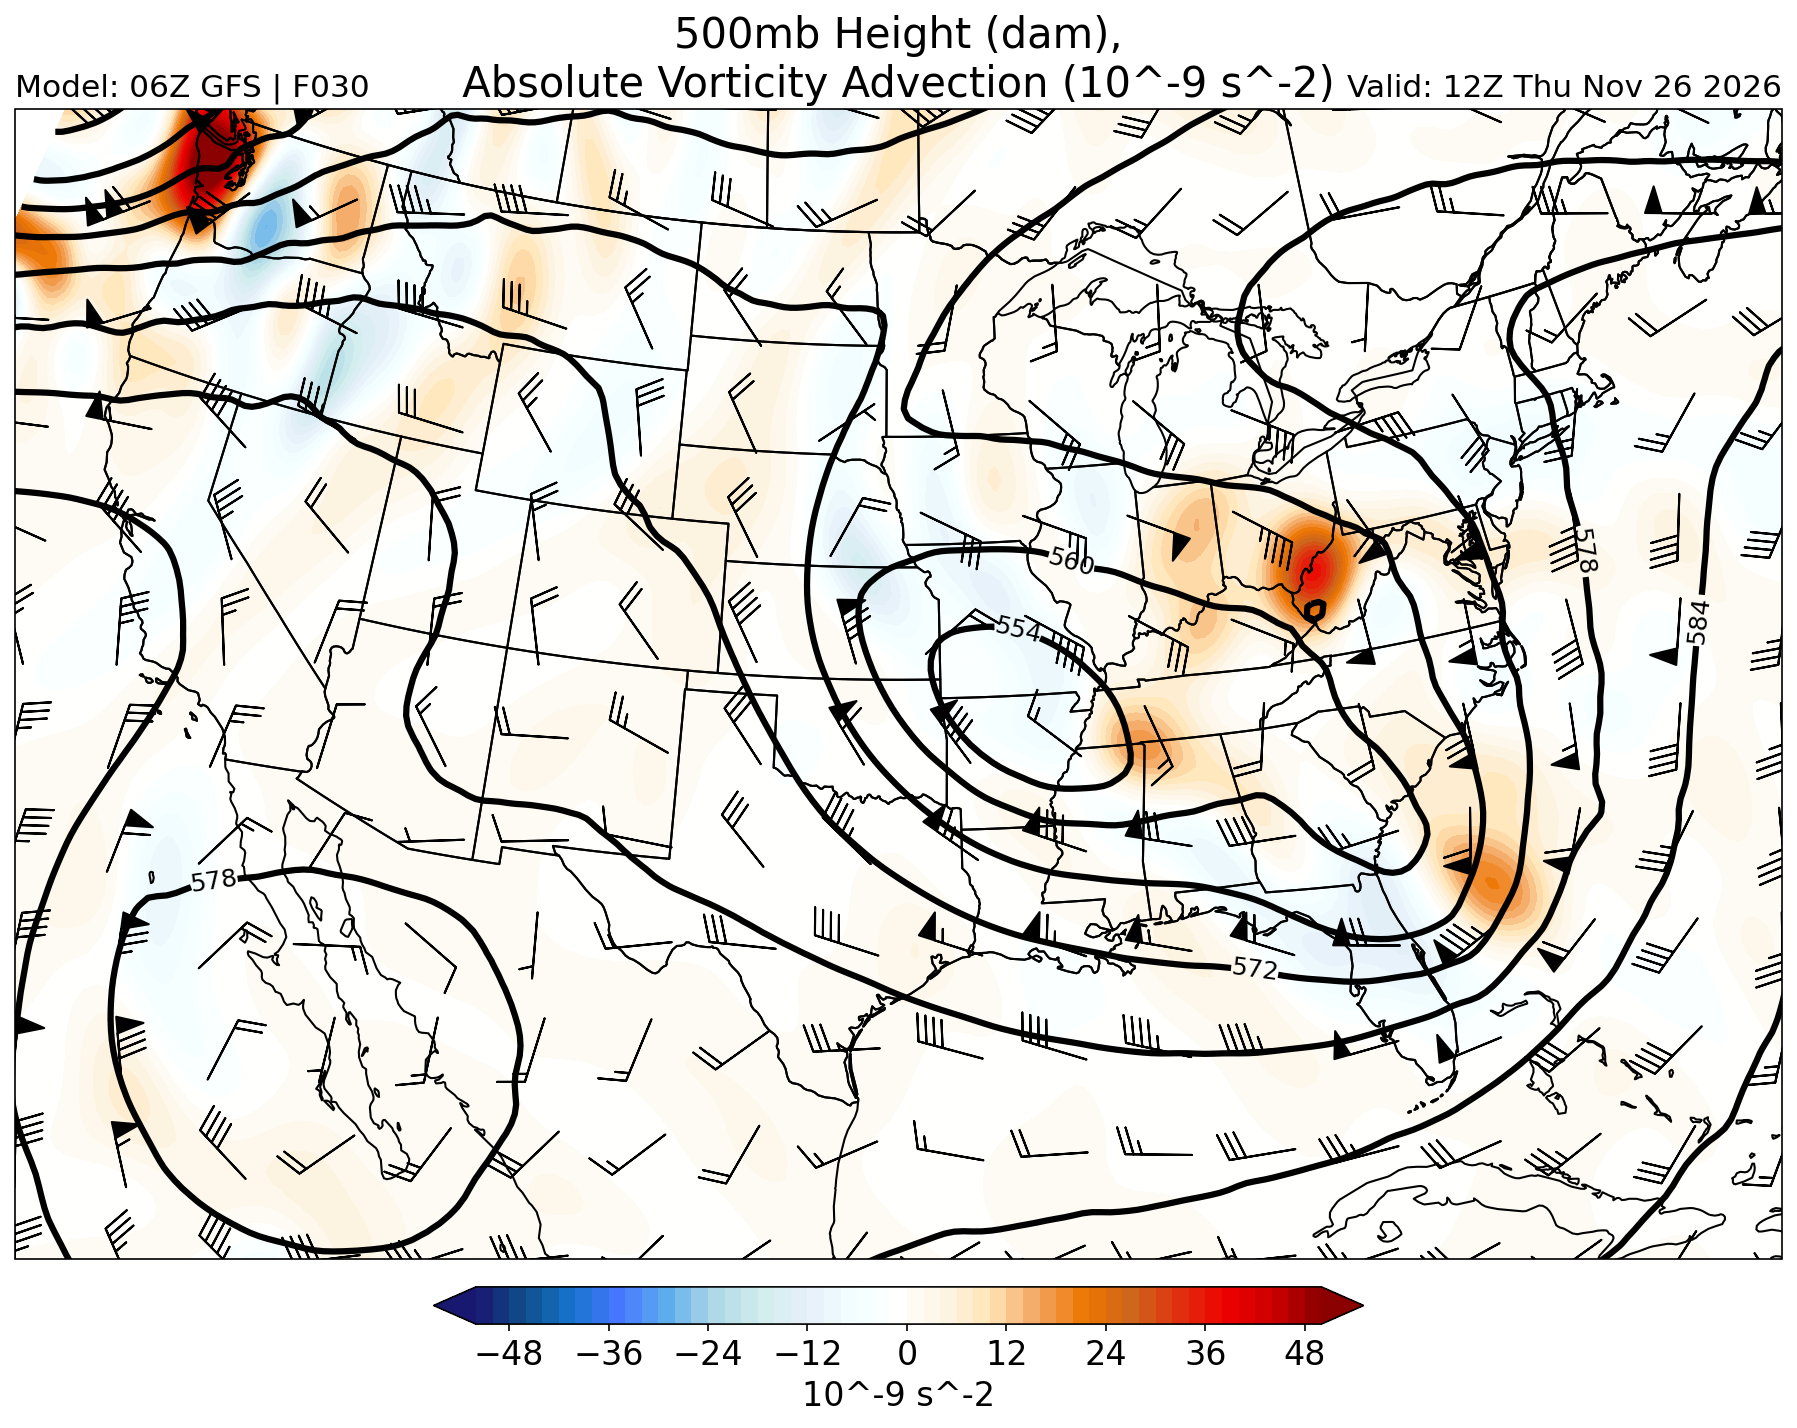 500mb Height (dam),
Model: 06Z GFS | F030 Absolute Vorticity Advection (10^-9 s^-2) Valid: 12Z Thu Nov 26 2026
560
578
554
584
578
572
−48 −36 −24 −12 0 12 24 36 48
10^-9 s^-2